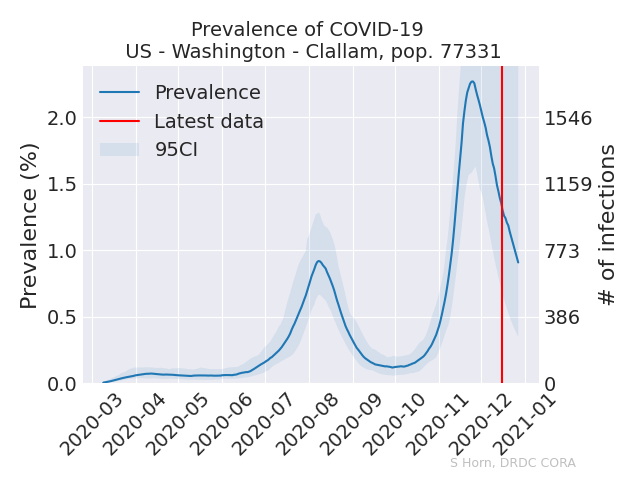 Prevalence of COVID-19
US - Washington - Clallam, pop. 77331
Prevalence
Latest data
95CI
Prevalence (%)
2.0
1.5
1.0
0.5
0.0
1546
1159
773
386
0
# of infections
2020-03
2020-04
2020-05
2020-06
2020-07
2020-08
2020-09
2020-10
2020-11
2020-12
2021-01
S Horn, DRDC CORA